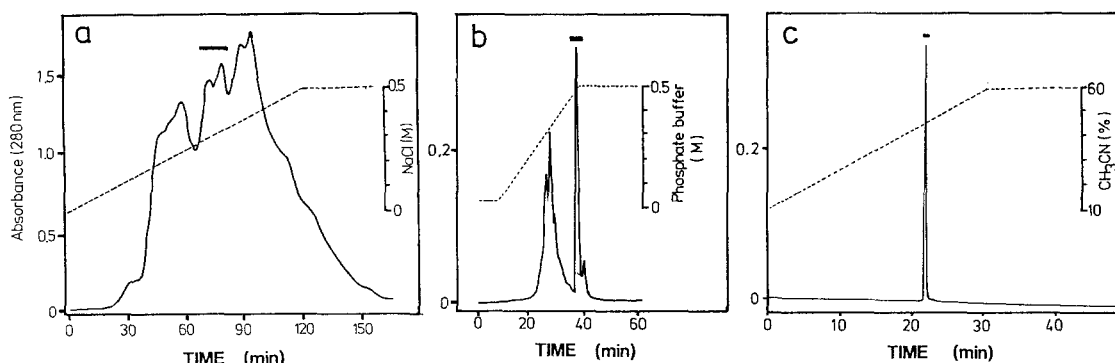 a
Absorbance (280nm)
1.5
1.0
0.5
0
0.5
NaCl (M)
0
0 30 60 90 120 150
TIME (min)
b
0,2
0
0.5
Phosphate buffer
(M)
0
0 20 40 60
TIME (min)
c
0.2
0
60
CH3CN (%)
10
0 10 20 30 40
TIME (min)